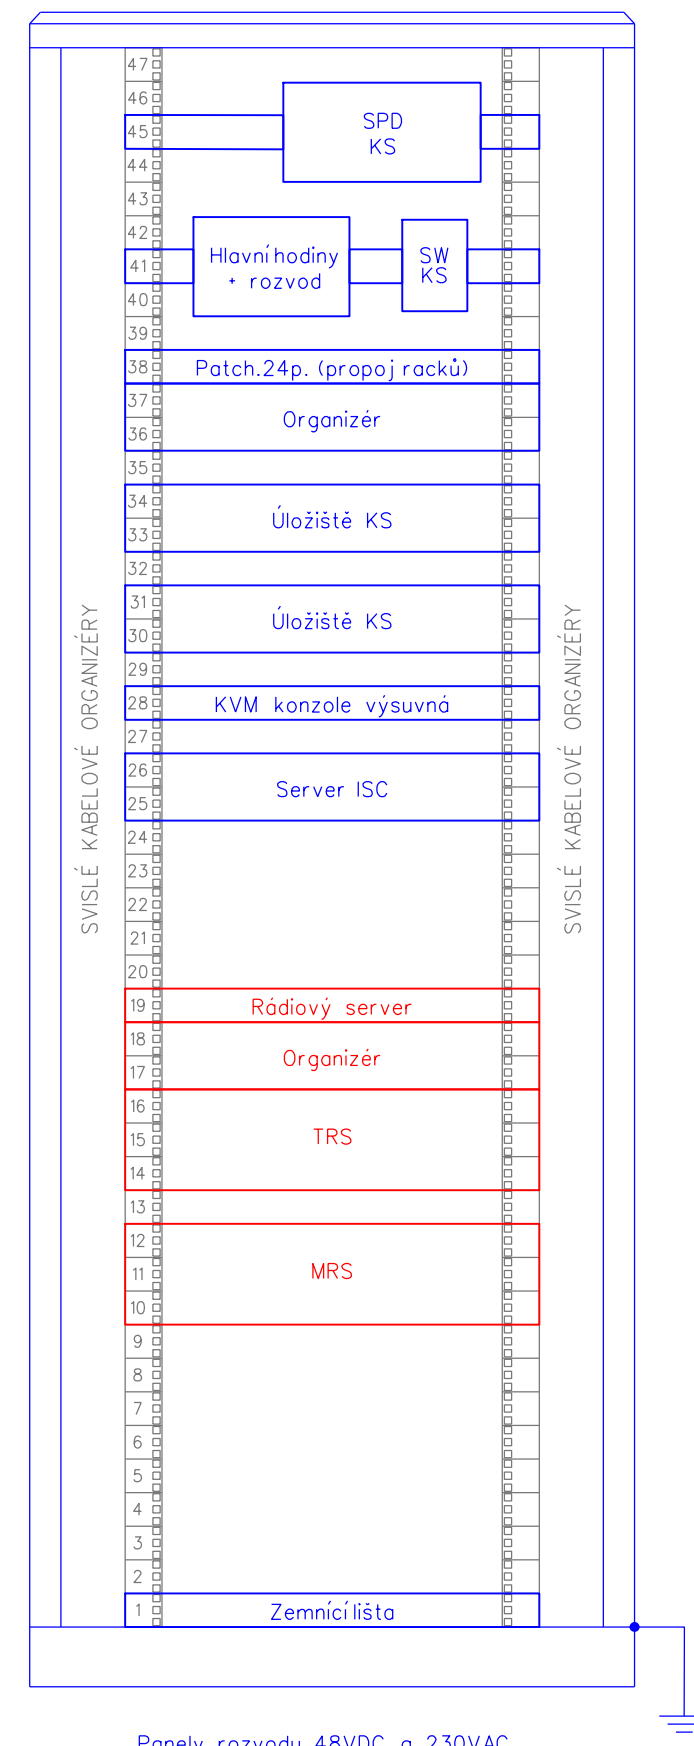 47
46
SPD
KS
45
44
43
42
Hlavní hodiny
+ rozvod
SW
KS
41
40
39
38
Patch.24p. (propoj racků)
37
Organizér
36
35
34
Úložiště KS
33
32
31
Úložiště KS
30
29
28
KVM konzole výsuvná
27
26
Server ISC
25
24
23
22
21
20
SVISLÉ KABELOVÉ ORGANIZÉRY
SVISLÉ KABELOVÉ ORGANIZÉRY
19
Rádiový server
18
Organizér
17
16
15
TRS
14
13
12
11
MRS
10
9
8
7
6
5
4
3
2
1
Zemnící lišta
Panely rozvodu 48VDC a 230VAC